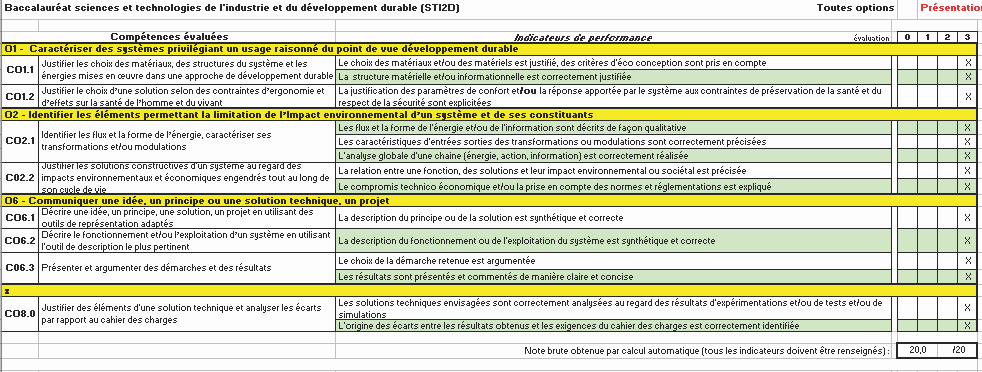 Baccalauréat sciences et technologies de l'industrie et du développement durable (STI2D) Toutes options Présentation
Compétences évaluées Indicateurs de performance évaluation 0 1 2 3
O1 - Caractériser des systèmes privilégiant un usage raisonné du point de vue développement durable
CO1.1 Justifier le choix des matériaux, des structures du système et les énergies mises en œuvre dans une approche de développement durable
Le choix des matériaux et/ou des matériels est justifié, des critères d'éco conception sont pris en compte X
La structure matérielle et/ou informationnelle est correctement justifiée X
CO1.2 Justifier le choix d'une solution selon des contraintes d'ergonomie et d'effets sur la santé de l'homme et du vivant
La justification des paramètres de confort et/ou la réponse apportée par le système aux contraintes de préservation de la santé et du respect de la sécurité sont explicitées X
O2 - Identifier les éléments permettant la limitation de l'Impact environnemental d'un système et de ses constituants
CO2.1 Identifier les flux et la forme de l'énergie, caractériser ses transformations et/ou modulations
Les flux et la forme de l'énergie et/ou de l'information sont décrits de façon qualitative X
Les caractéristiques d'entrées sorties des transformations ou modulations sont correctement précisées X
L'analyse globale d'une chaine (énergie, action, information) est correctement réalisée X
CO2.2 Justifier les solutions constructives d'un système au regard des impacts environnementaux et économiques engendrés tout au long de son cycle de vie
La relation entre une fonction, des solutions et leur impact environnemental ou sociétal est précisée X
Le compromis technico économique et/ou la prise en compte des normes et réglementations est expliqué X
O6 - Communiquer une idée, un principe ou une solution technique, un projet
CO6.1 Décrire une idée, un principe, une solution, un projet en utilisant des outils de représentation adaptés
La description du principe ou de la solution est synthétique et correcte X
CO6.2 Décrire le fonctionnement et/ou l'exploitation d'un système en utilisant l'outil de description le plus pertinent
La description du fonctionnement ou de l'exploitation du système est synthétique et correcte X
CO6.3 Présenter et argumenter des démarches et des résultats
Le choix de la démarche retenue est argumentée X
Les résultats sont présentés et commentés de manière claire et concise X
x
CO8.0 Justifier des éléments d'une solution technique et analyser les écarts par rapport au cahier des charges
Les solutions techniques envisagées sont correctement analysées au regard des résultats d'expérimentations et/ou de tests et/ou de simulations X
L'origine des écarts entre les résultats obtenus et les exigences du cahier des charges est correctement identifiée X
Note brute obtenue par calcul automatique (tous les indicateurs doivent être renseignés) : 20,0 /20